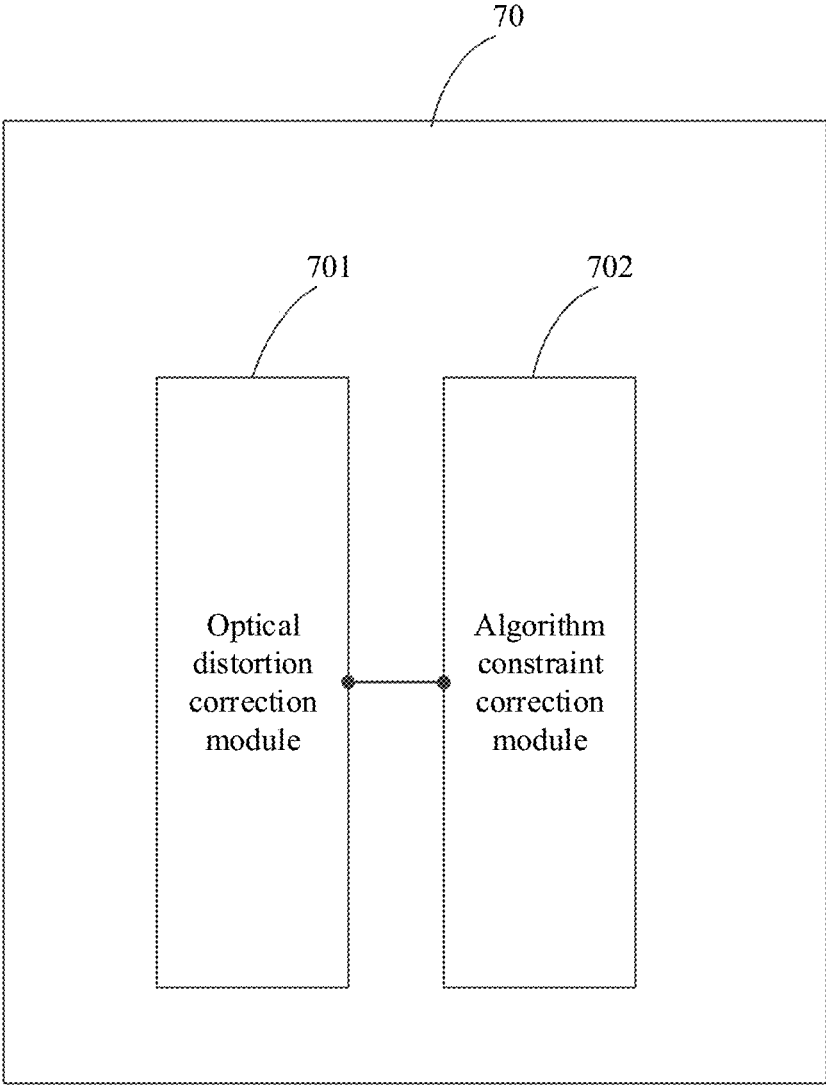 70
701
702
Optical
distortion
correction
module
Algorithm
constraint
correction
module